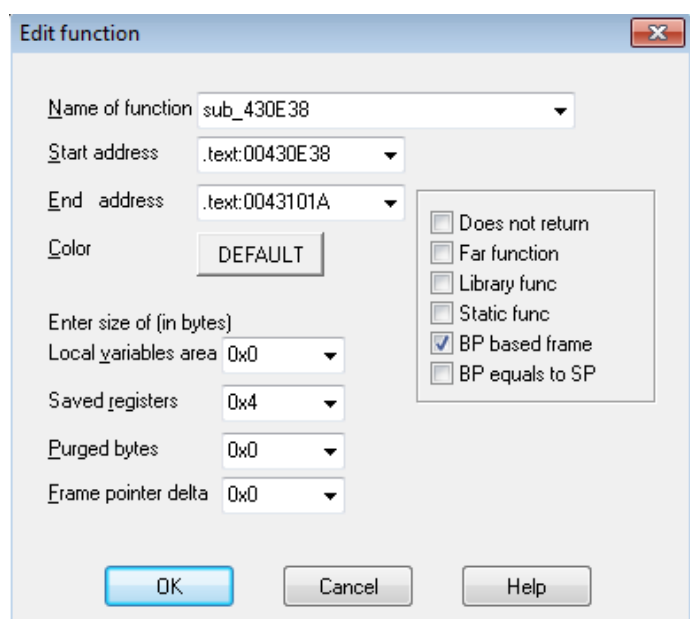 Edit function
Name of function sub_430E38
Start address .text:00430E38
End address .text:0043101A
Color DEFAULT
Does not return
Far function
Library func
Static func
BP based frame
BP equals to SP
Enter size of (in bytes)
Local variables area 0x0
Saved registers 0x4
Purged bytes 0x0
Frame pointer delta 0x0
OK Cancel Help